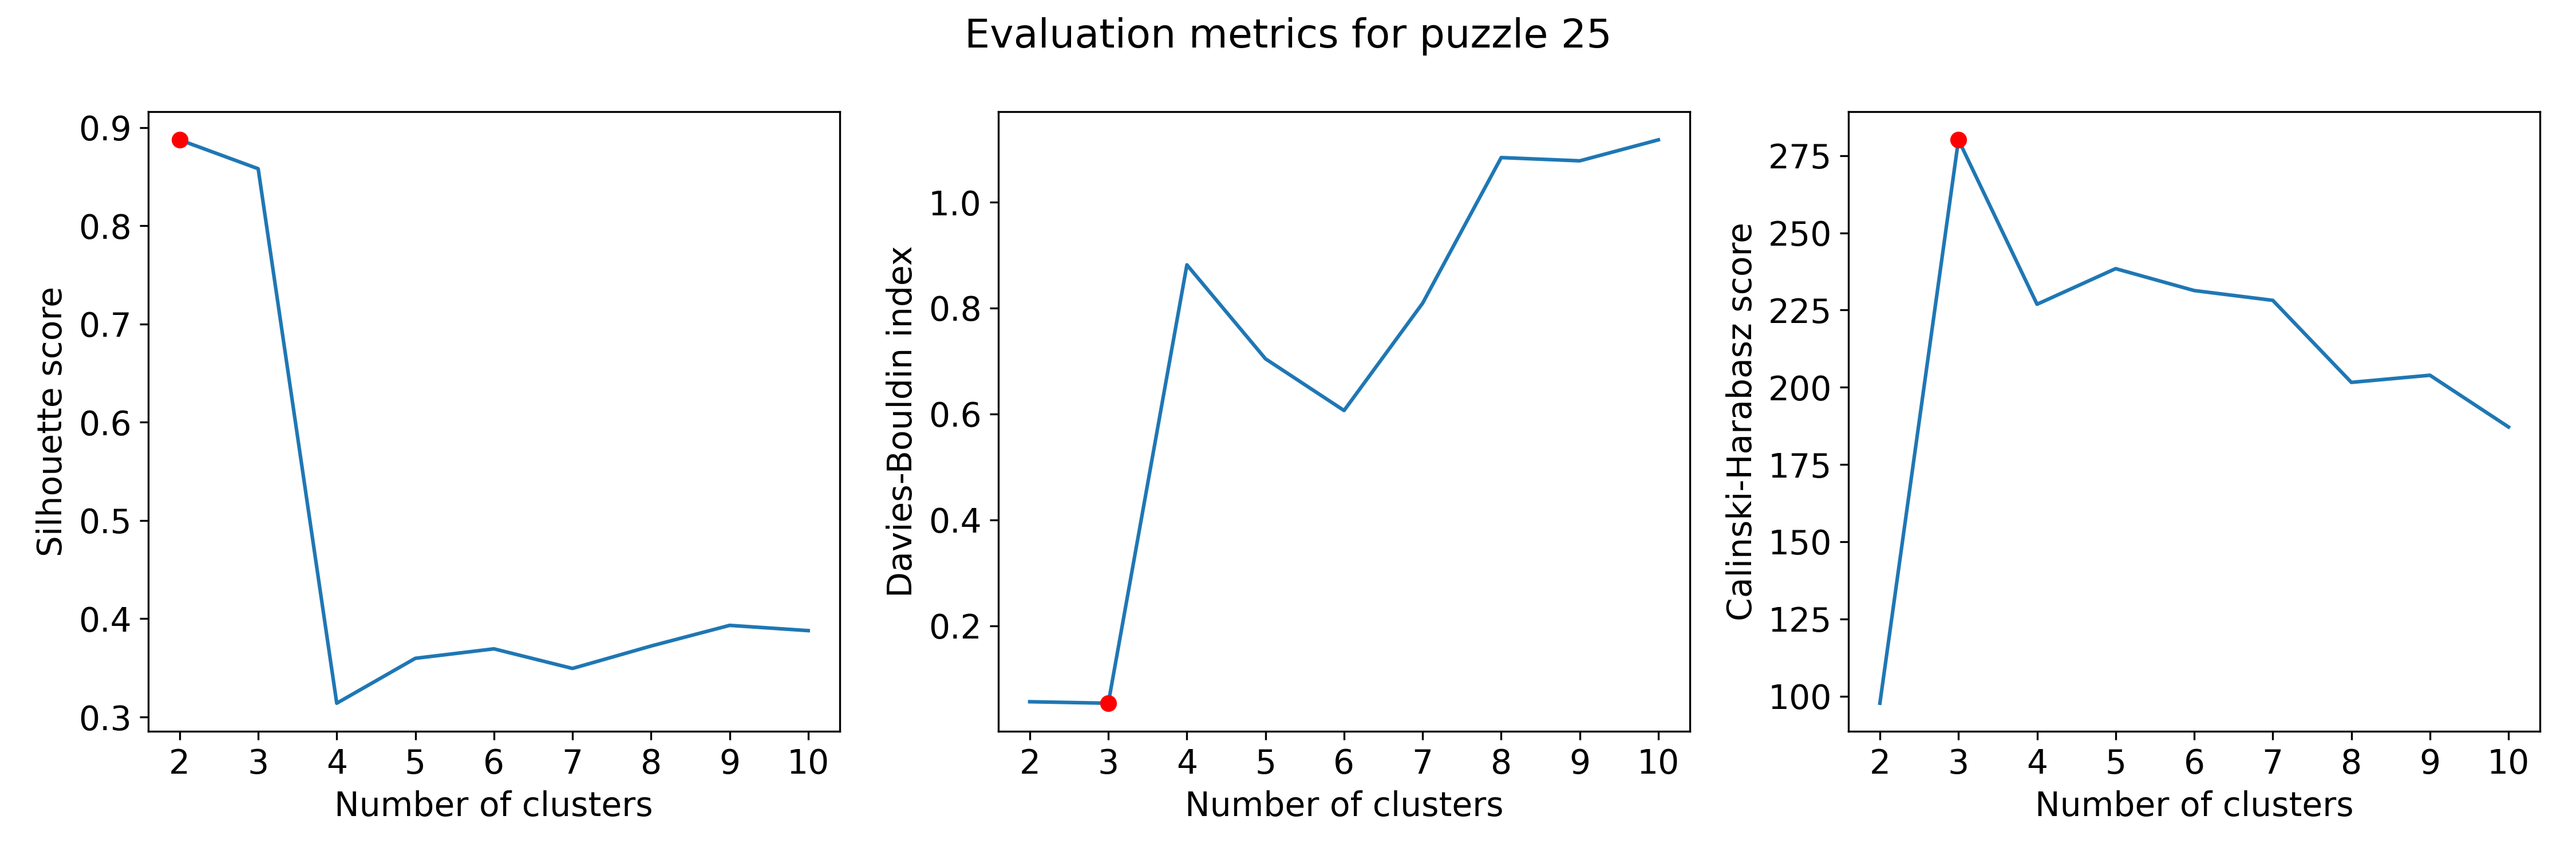 Evaluation metrics for puzzle 25
Silhouette score
0.9
0.8
0.7
0.6
0.5
0.4
0.3
2 3 4 5 6 7 8 9 10
Number of clusters
Davies-Bouldin index
1.0
0.8
0.6
0.4
0.2
2 3 4 5 6 7 8 9 10
Number of clusters
Calinski-Harabasz score
275
250
225
200
175
150
125
100
2 3 4 5 6 7 8 9 10
Number of clusters